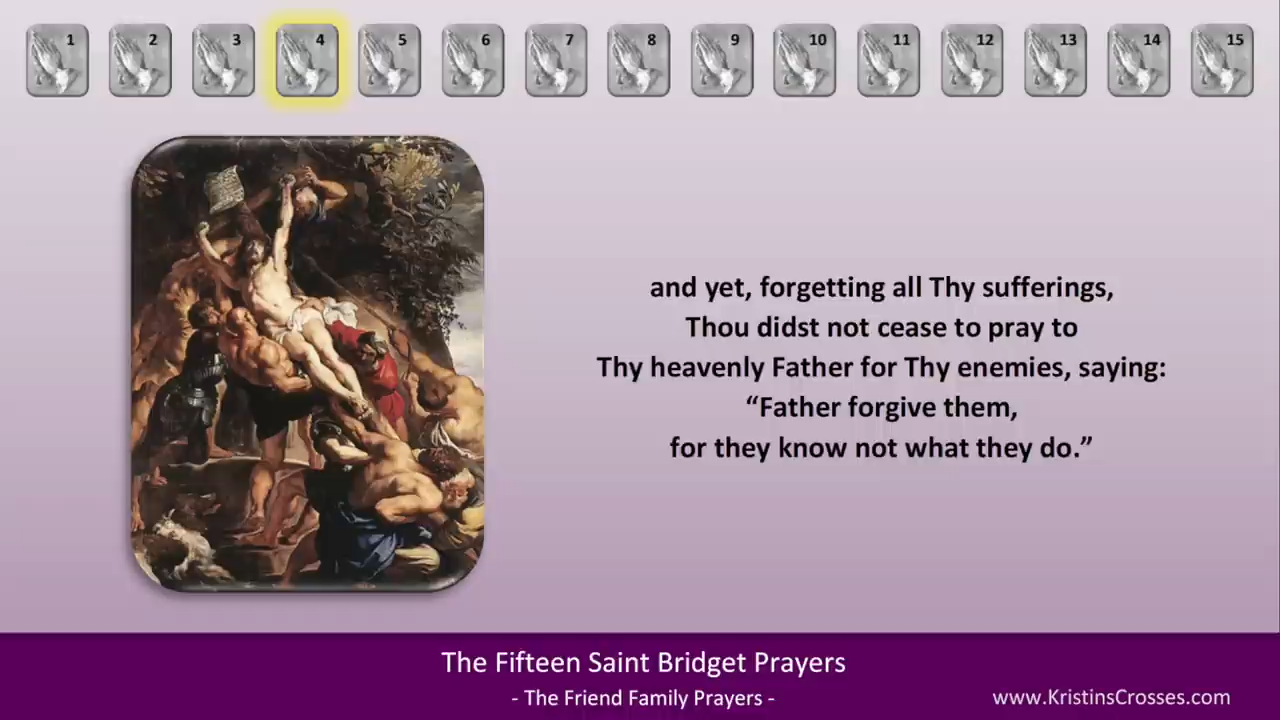 1 2 3 4 5 6 7 8 9 10 11 12 13 14 15
and yet, forgetting all Thy sufferings,
Thou didst not cease to pray to
Thy heavenly Father for Thy enemies, saying:
“Father forgive them,
for they know not what they do.”
The Fifteen Saint Bridget Prayers
- The Friend Family Prayers -
www.KristinsCrosses.com